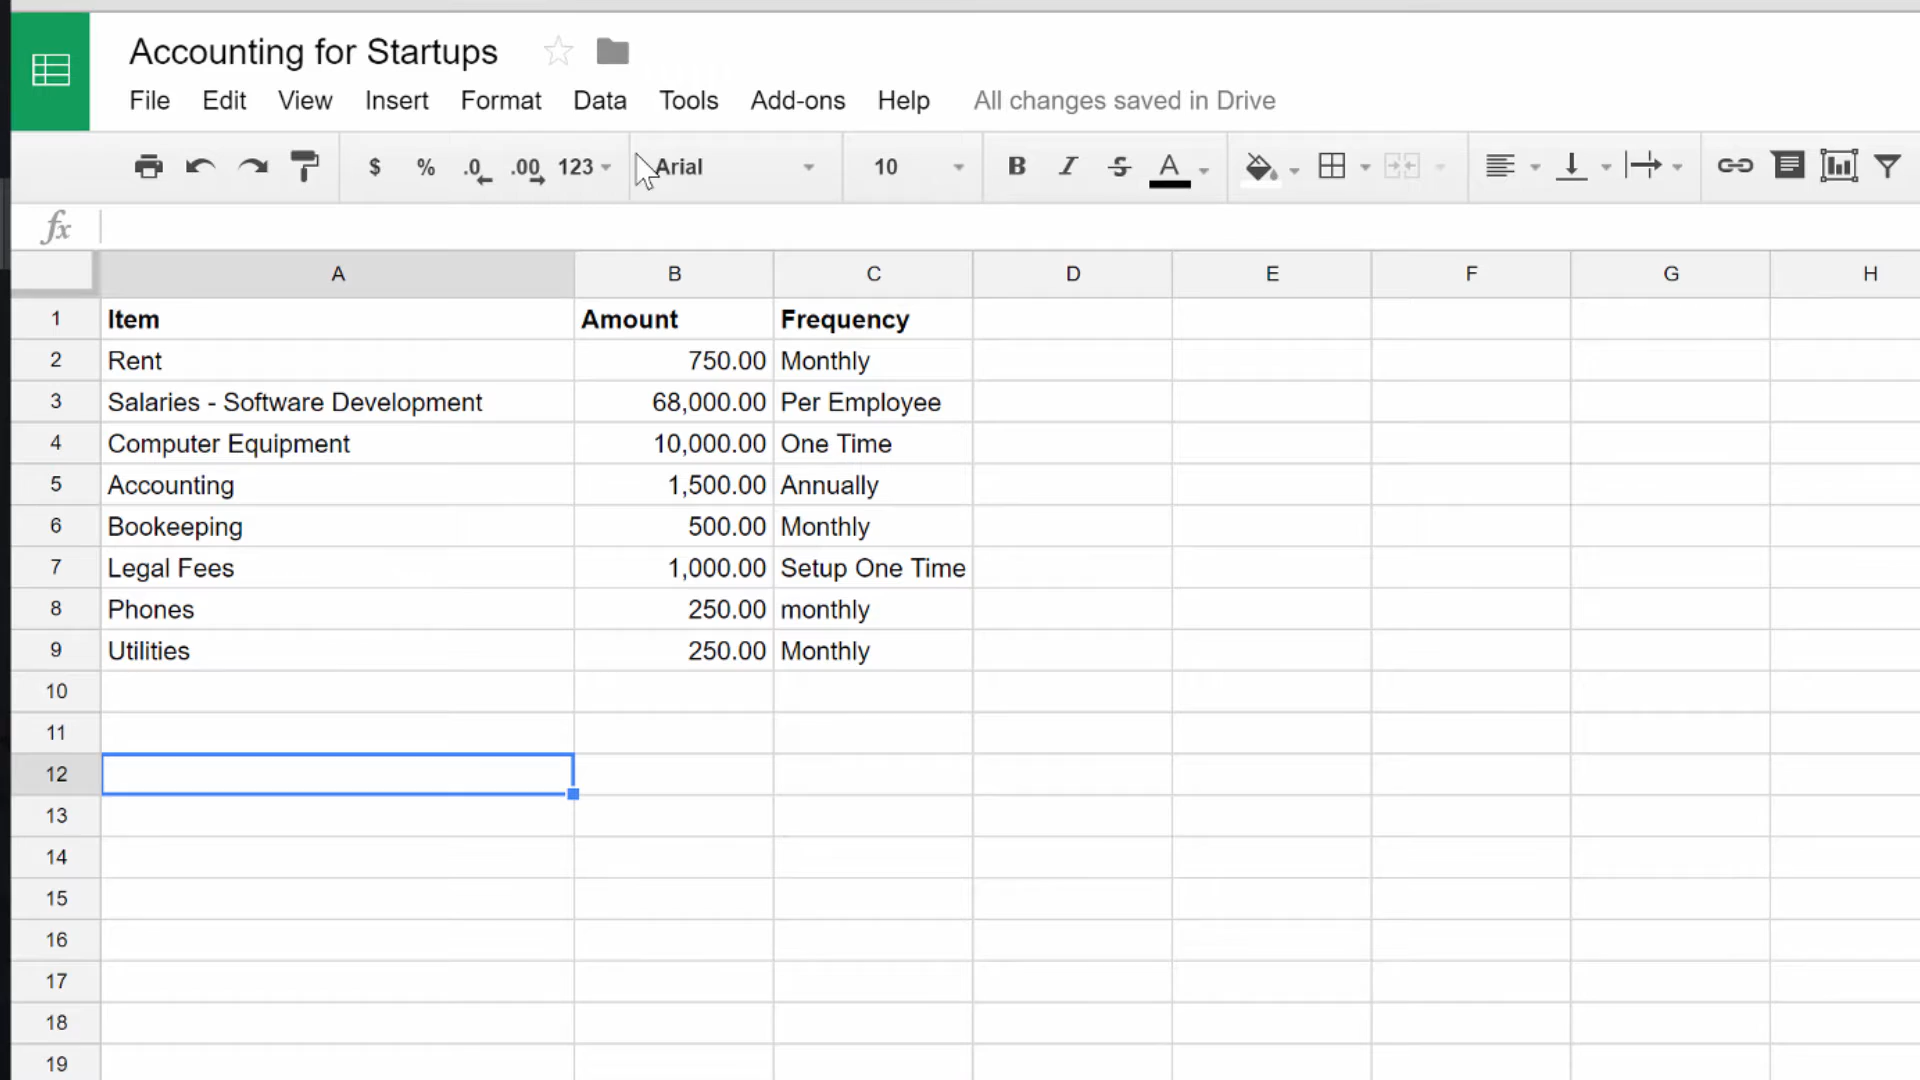 Accounting for Startups
File Edit View Insert Format Data Tools Add-ons Help All changes saved in Drive
$ % .0 .00 123 Arial 10 B I S A
fx
A B C D E F G H
1 Item Amount Frequency
2 Rent 750.00 Monthly
3 Salaries - Software Development 68,000.00 Per Employee
4 Computer Equipment 10,000.00 One Time
5 Accounting 1,500.00 Annually
6 Bookeeping 500.00 Monthly
7 Legal Fees 1,000.00 Setup One Time
8 Phones 250.00 monthly
9 Utilities 250.00 Monthly
10
11
12
13
14
15
16
17
18
19